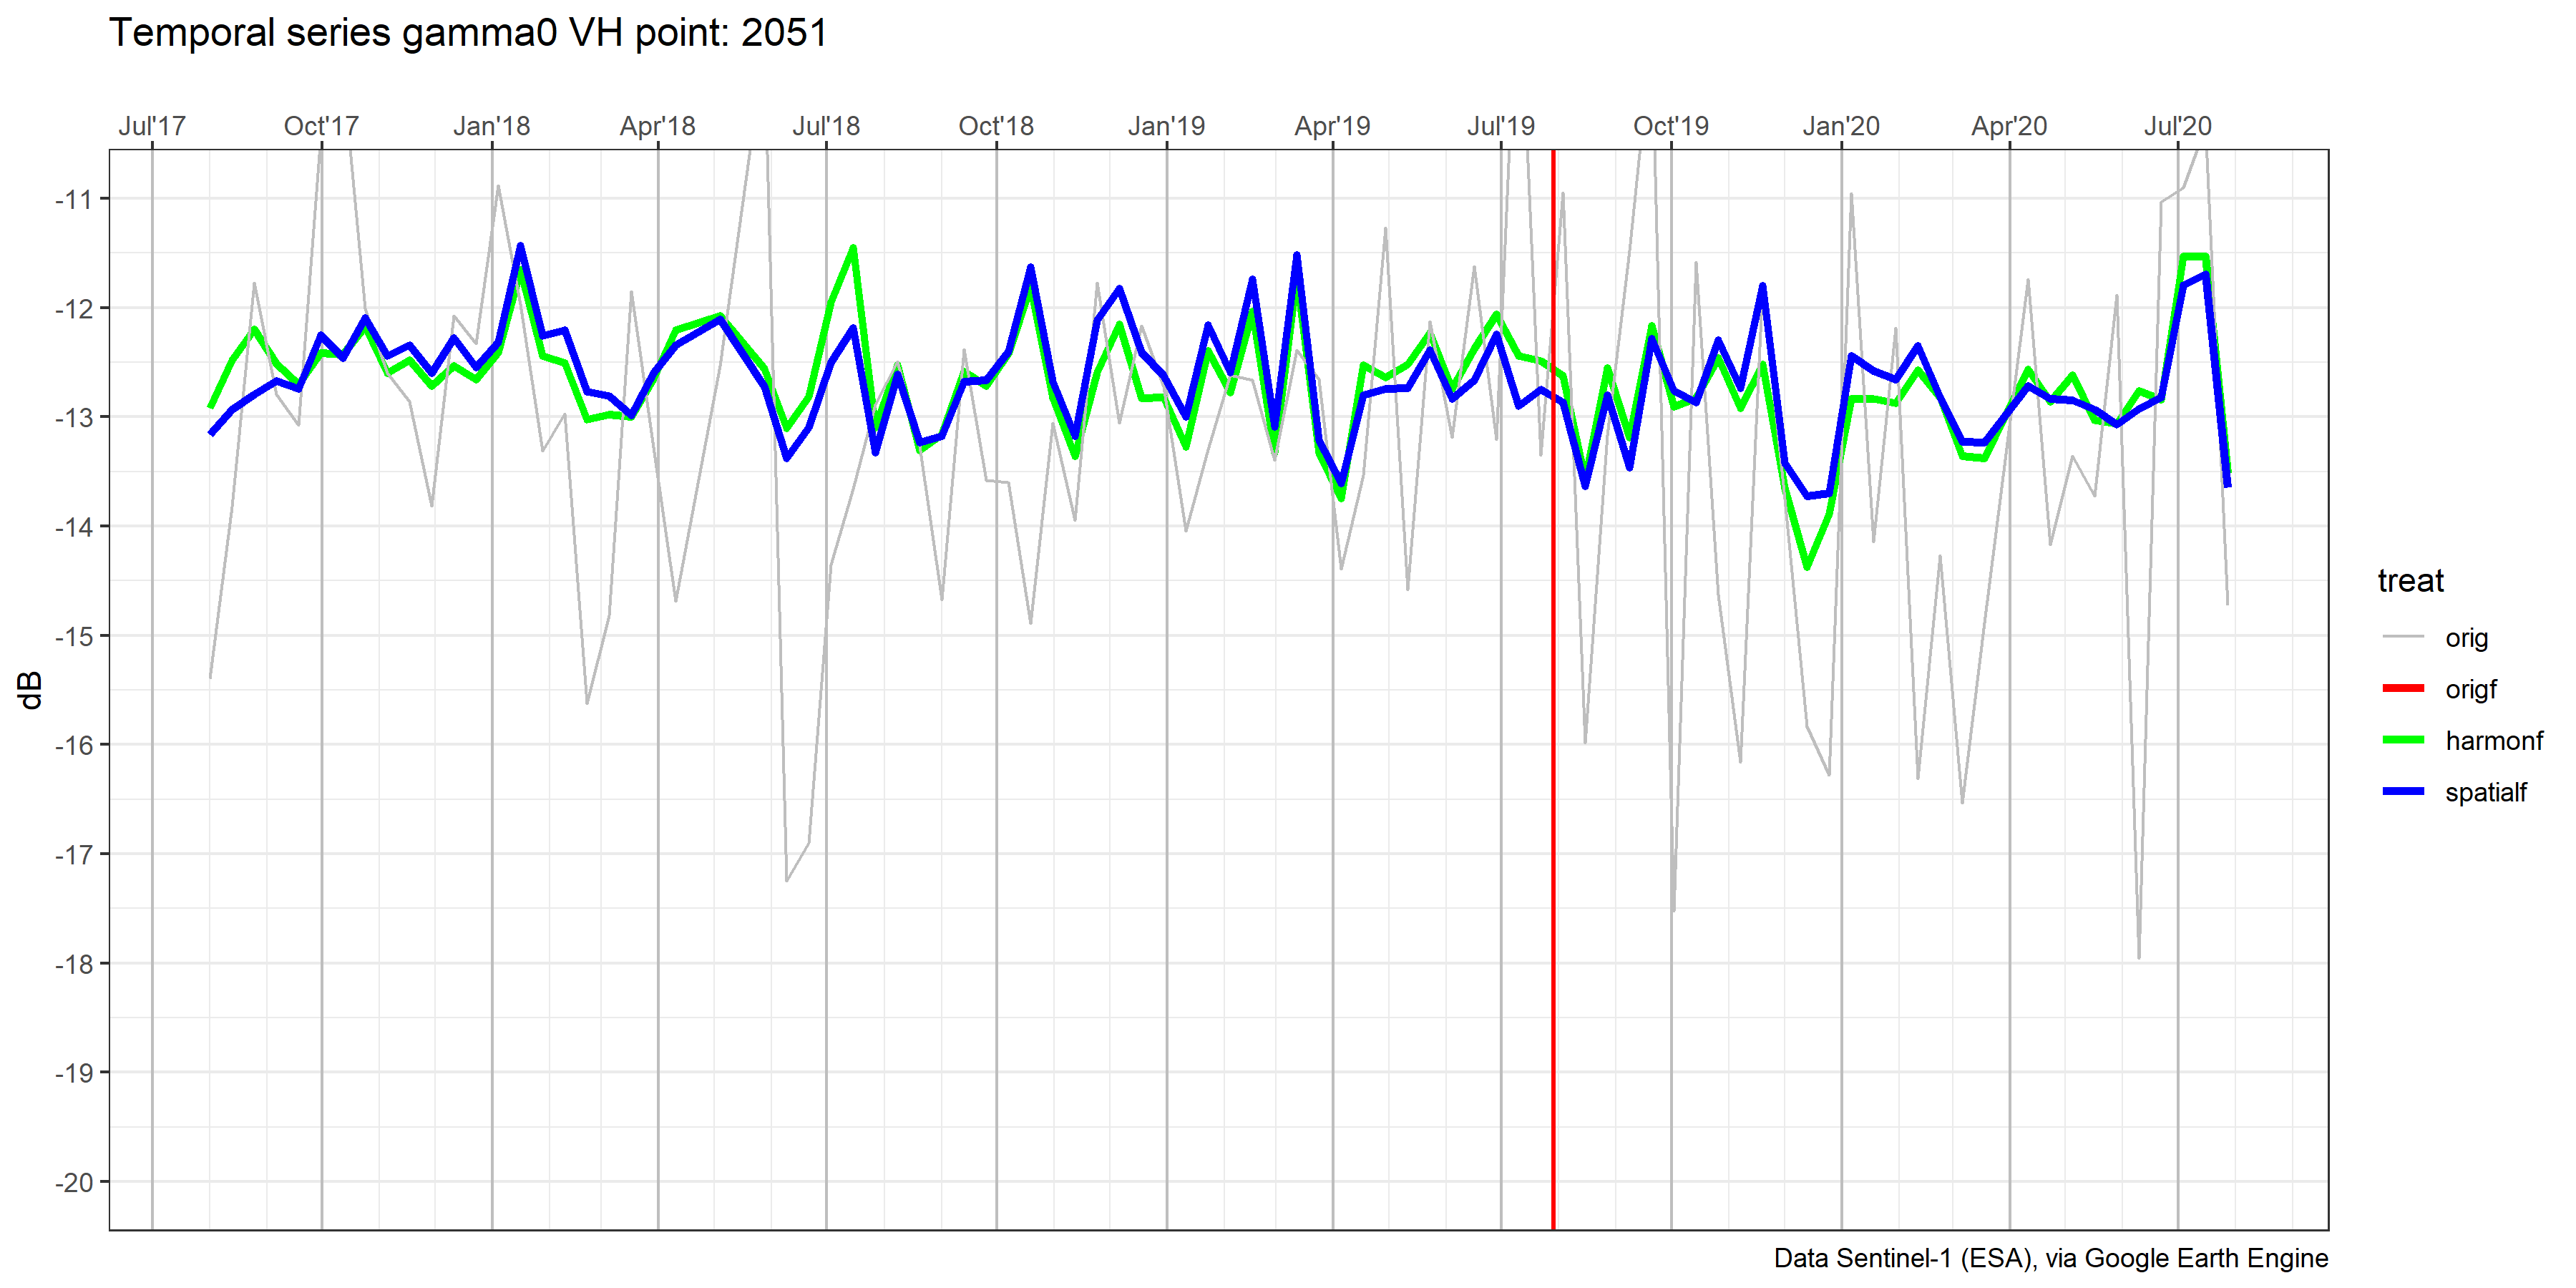 Temporal series gamma0 VH point: 2051
Jul'17 Oct'17 Jan'18 Apr'18 Jul'18 Oct'18 Jan'19 Apr'19 Jul'19 Oct'19 Jan'20 Apr'20 Jul'20
-11
-12
-13
-14
-15
-16
-17
-18
-19
-20
dB
treat
orig
origf
harmonf
spatialf
Data Sentinel-1 (ESA), via Google Earth Engine